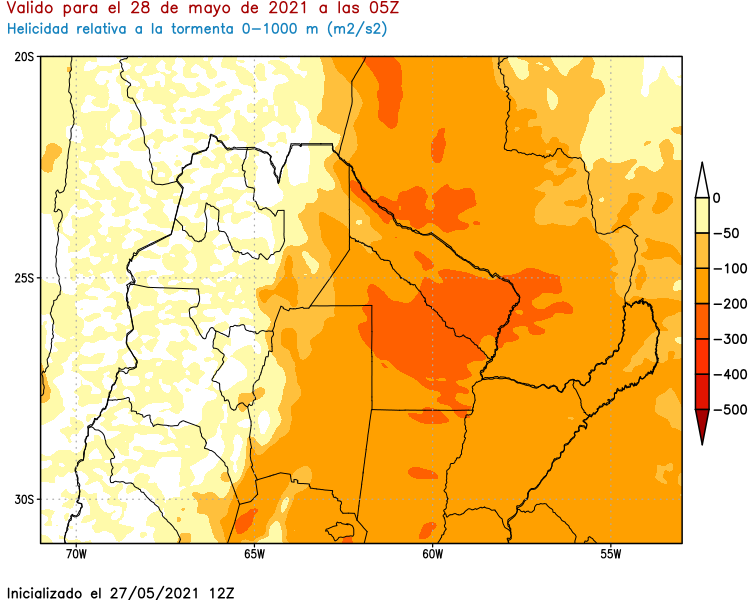 Valido para el 28 de mayo de 2021 a las 05Z
Helicidad relativa a la tormenta 0-1000 m (m2/s2)
20S
25S
30S
70W
65W
60W
55W
0
-50
-100
-200
-300
-400
-500
Inicializado el 27/05/2021 12Z